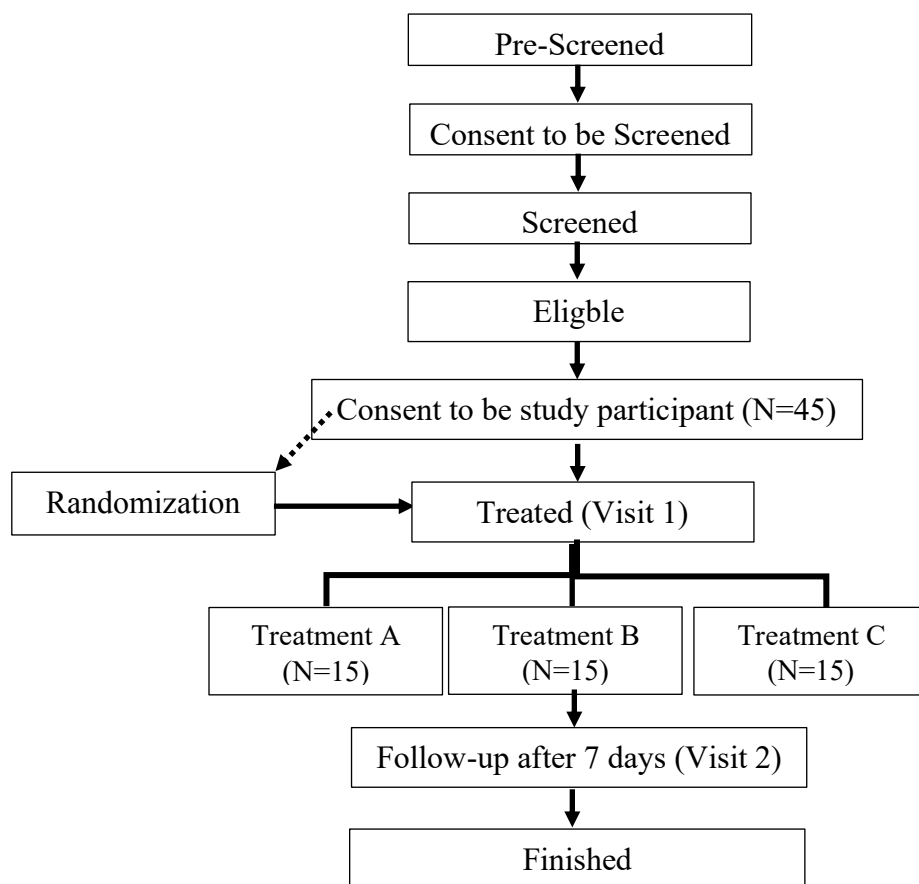 Pre-Screened
Consent to be Screened
Screened
Eligble
Consent to be study participant (N=45)
Randomization
Treated (Visit 1)
Treatment A
(N=15)
Treatment B
(N=15)
Treatment C
(N=15)
Follow-up after 7 days (Visit 2)
Finished